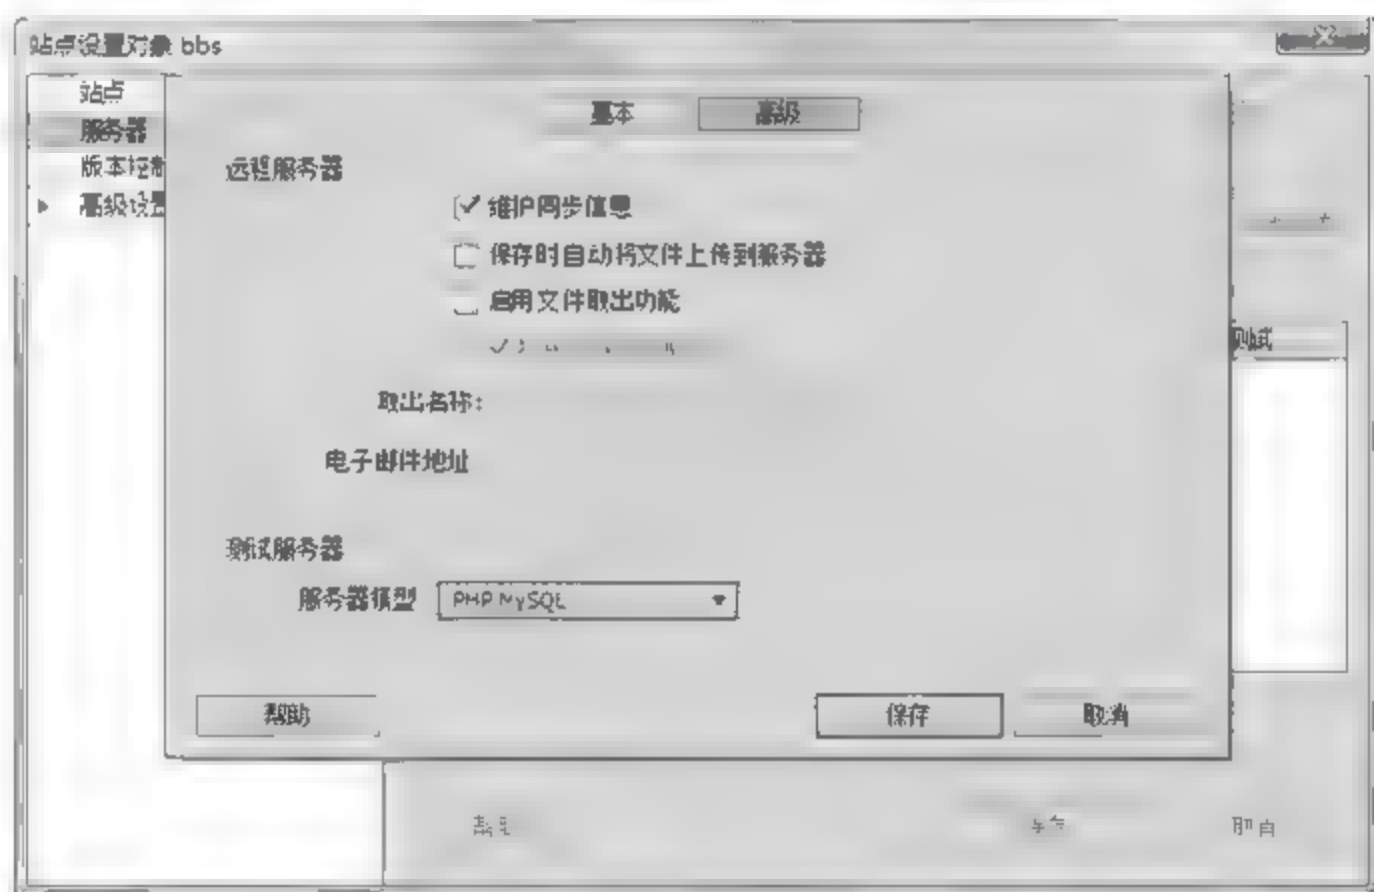 站点设置对象 bbs
站点
服务器
版本控制
高级设置
基本 高级
远程服务器
维护同步信息
保存时自动将文件上传到服务器
启用文件取出功能
取出名称:
电子邮件地址
测试
测试服务器
服务器模型 PHP MySQL
帮助 保存 取消